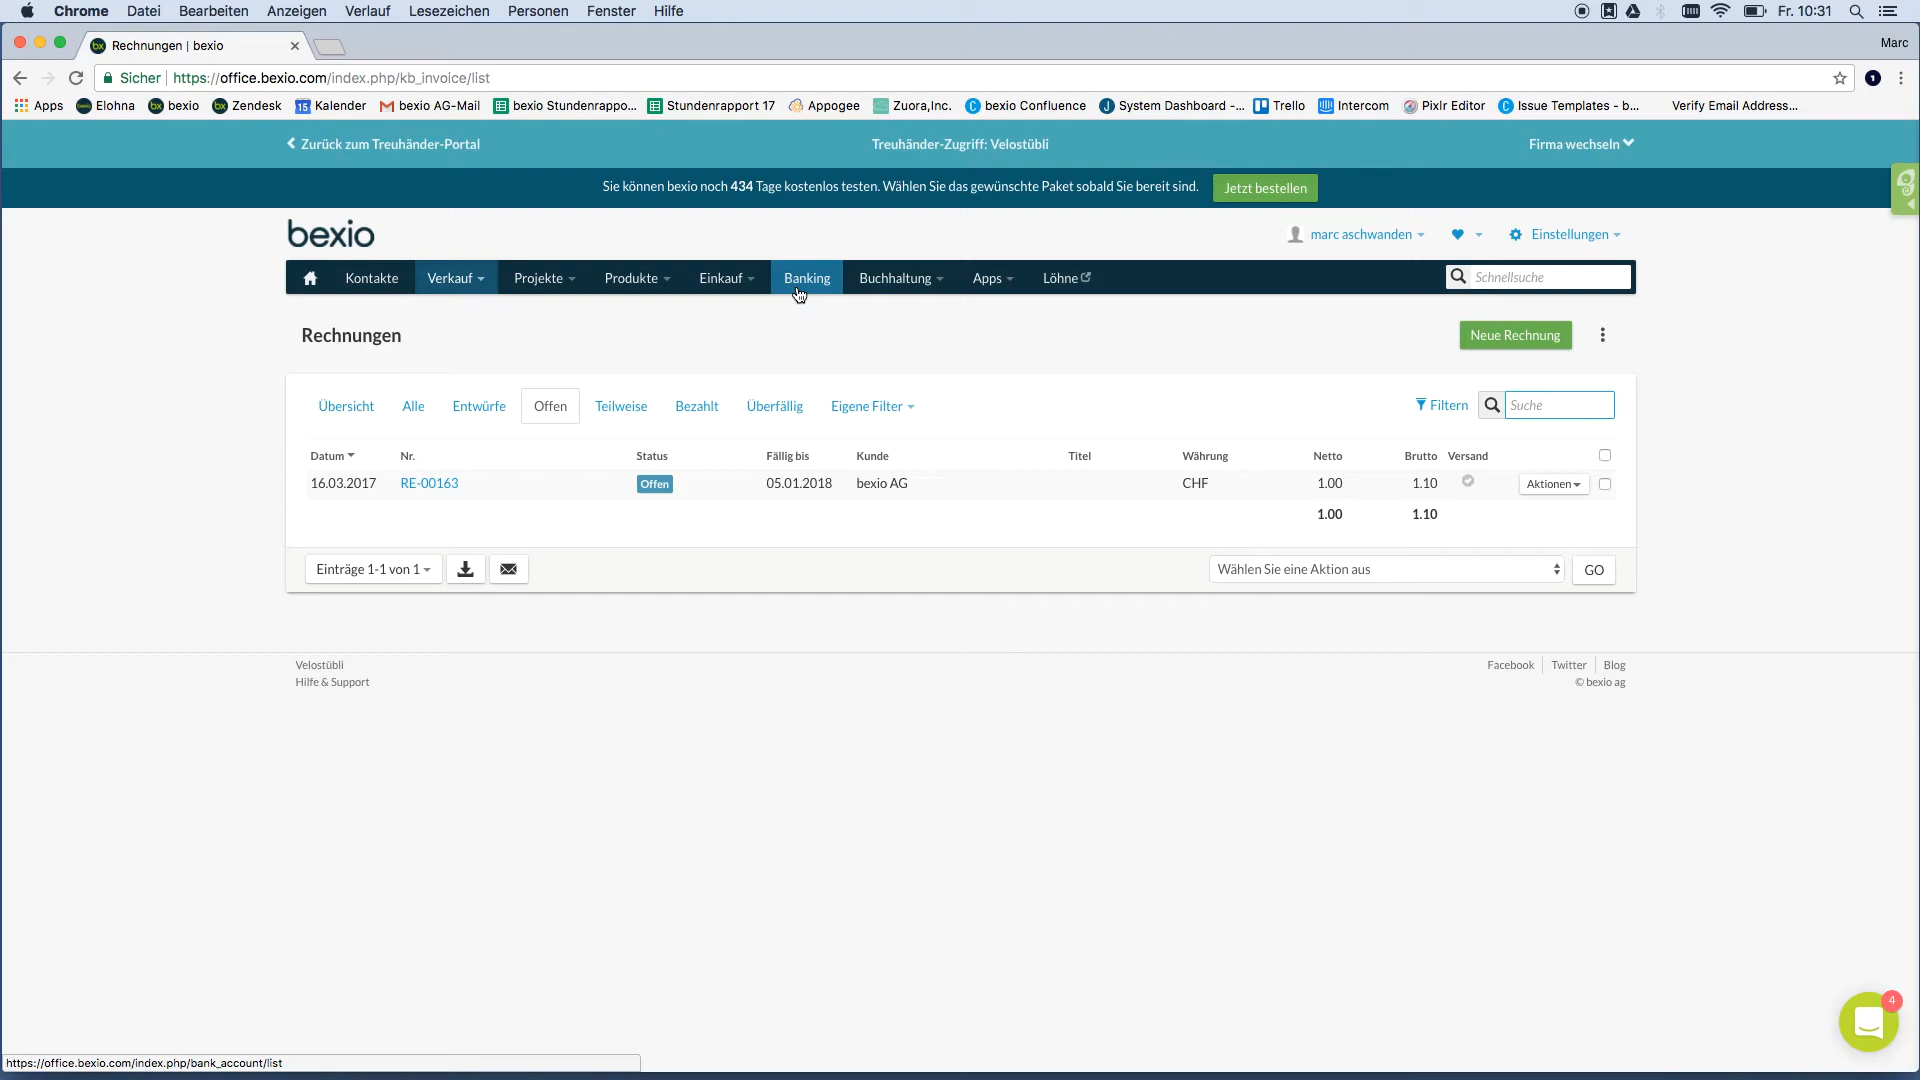 Chrome Datei Bearbeiten Anzeigen Verlauf Lesezeichen Personen Fenster Hilfe Fr. 10:31
bx Rechnungen | bexio Marc
Sicher https://office.bexio.com/index.php/kb_invoice/list
Apps Elohna bexio Zendesk 15 Kalender bexio AG-Mail bexio Stundenrappo... Stundenrapport 17 Appogee Zuora,Inc. bexio Confluence System Dashboard -... Trello Intercom Pixlr Editor Issue Templates - b... Verify Email Address...
Zurück zum Treuhänder-Portal Treuhänder-Zugriff: Velostübli Firma wechseln
Sie können bexio noch 434 Tage kostenlos testen. Wählen Sie das gewünschte Paket sobald Sie bereit sind. Jetzt bestellen
bexio marc aschwanden Einstellungen
Kontakte Verkauf Projekte Produkte Einkauf Banking Buchhaltung Apps Löhne Schnellsuche
Rechnungen Neue Rechnung
Übersicht Alle Entwürfe Offen Teilweise Bezahlt Überfällig Eigene Filter Filtern Suche
Datum Nr. Status Fällig bis Kunde Titel Währung Netto Brutto Versand
16.03.2017 RE-00163 Offen 05.01.2018 bexio AG CHF 1.00 1.10 Aktionen
1.00 1.10
Einträge 1-1 von 1 Wählen Sie eine Aktion aus GO
Velostübli Facebook Twitter Blog
Hilfe & Support © bexio ag
4
https://office.bexio.com/index.php/bank_account/list